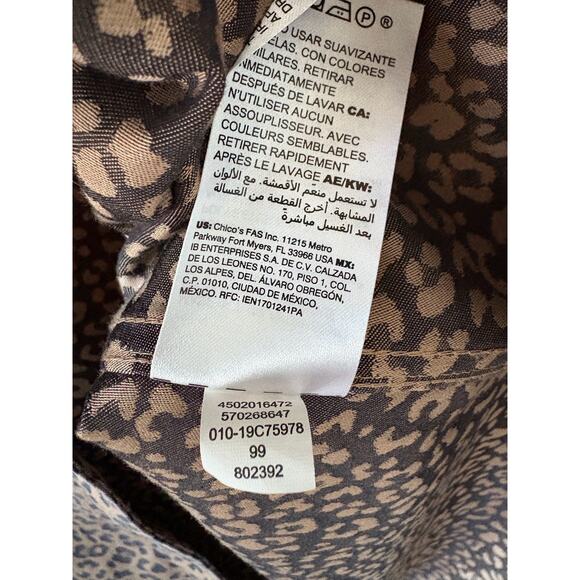 P ®
USAR SUAVIZANTE
TELAS. CON COLORES
SIMILARES. RETIRAR
INMEDIATAMENTE
DESPUÉS DE LAVAR CA:
N'UTILISER AUCUN
ASSOUPLISSEUR. AVEC
COULEURS SEMBLABLES.
RETIRER RAPIDEMENT
APRÈS LE LAVAGE AE/KW:
لا تستعمل منعم الأقمشة. مع الألوان
المشابهة. أخرج القطعة من الغسالة
بعد الغسيل مباشرة
US: Chico's FAS Inc. 11215 Metro
Parkway Fort Myers, FL 33966 USA MX:
IB ENTERPRISES S.A. DE C.V. CALZADA
DE LOS LEONES NO. 170, PISO 1, COL.
LOS ALPES, DEL. ÁLVARO OBREGÓN,
C.P. 01010, CIUDAD DE MÉXICO,
MÉXICO. RFC: IEN1701241PA
4502016472
570268647
010-19C75978
99
802392